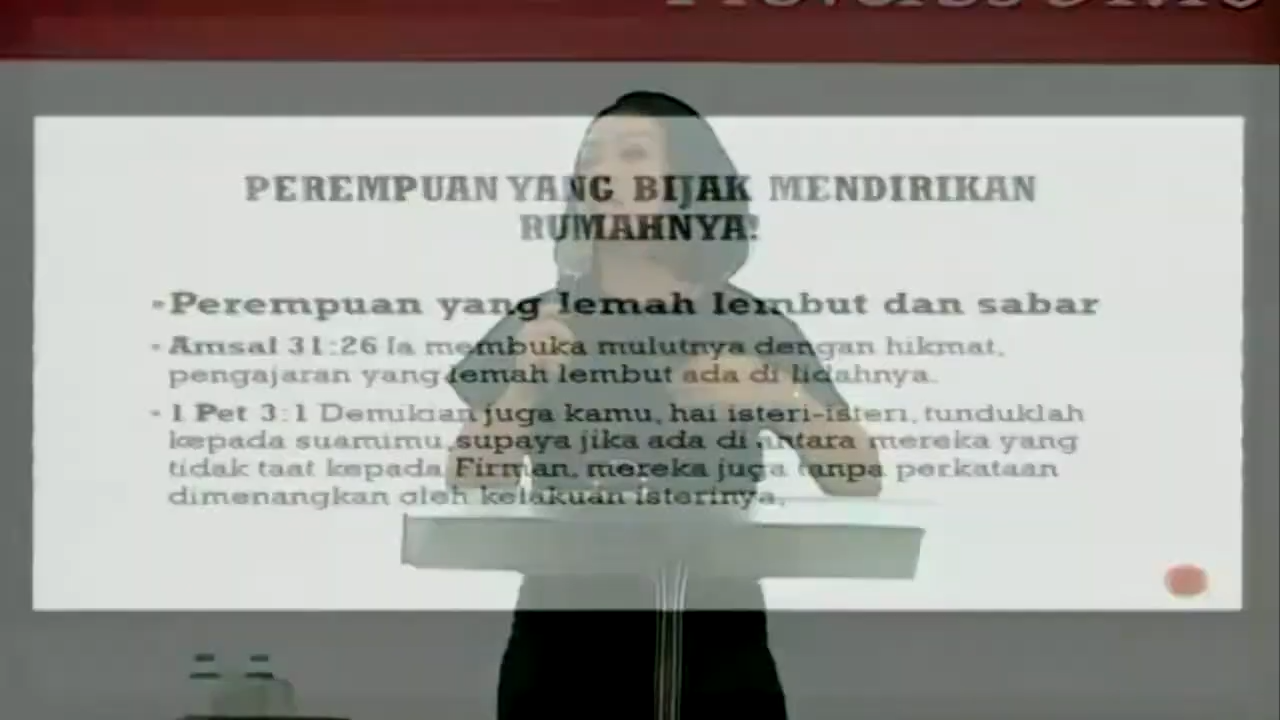 PEREMPUAN YANG BIJAK MENDIRIKAN
RUMAHNYA!
Perempuan yang lemah lembut dan sabar
Amsal 31:26 Ia membuka mulutnya dengan hikmat,
pengajaran yang lemah lembut ada di lidahnya.
1 Pet 3:1 Demikian juga kamu, hai isteri-isteri, tunduklah
kepada suamimu, supaya jika ada di antara mereka yang
tidak taat kepada Firman, mereka juga tanpa perkataan
dimenangkan oleh kelakuan isterinya,